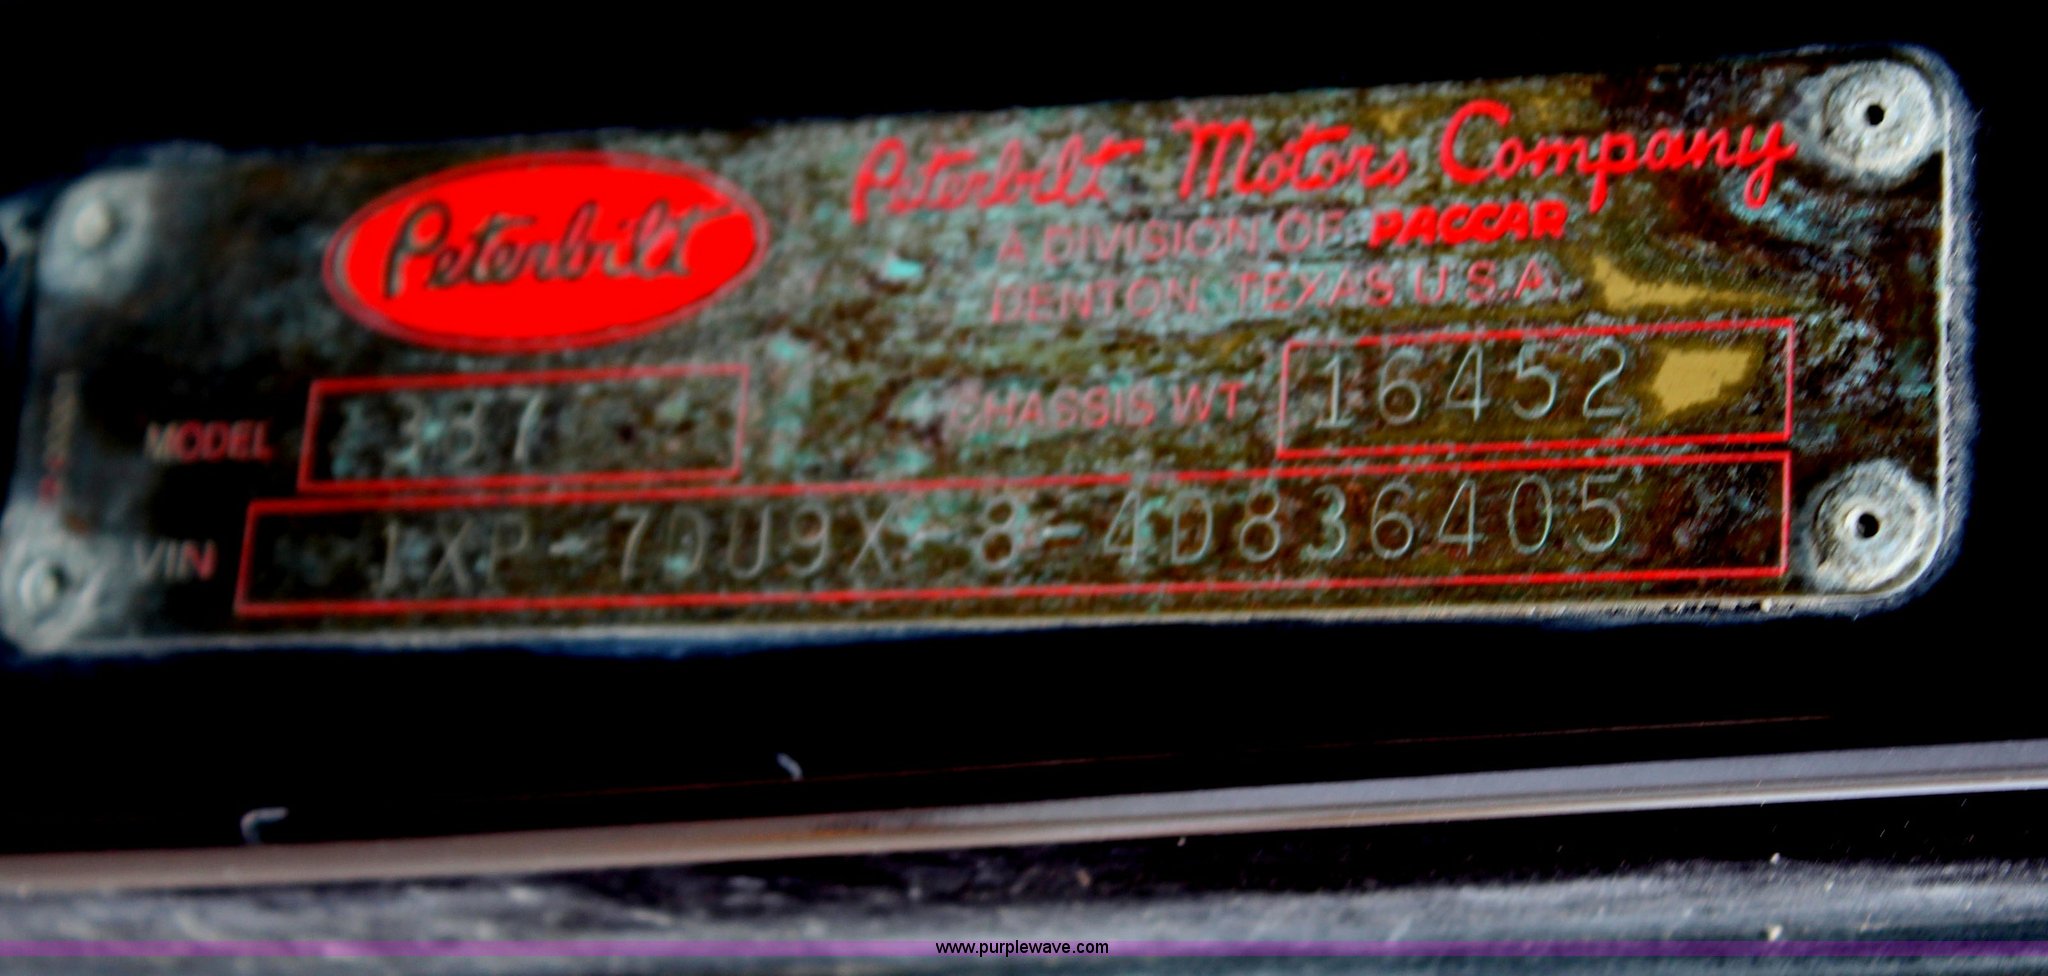 Peterbilt
Peterbilt Motors Company
A DIVISION OF PACCAR
DENTON, TEXAS U.S.A.
MODEL 387
CHASSIS WT 16452
VIN 1XP-7DU9X-8-4D836405
www.purplewave.com